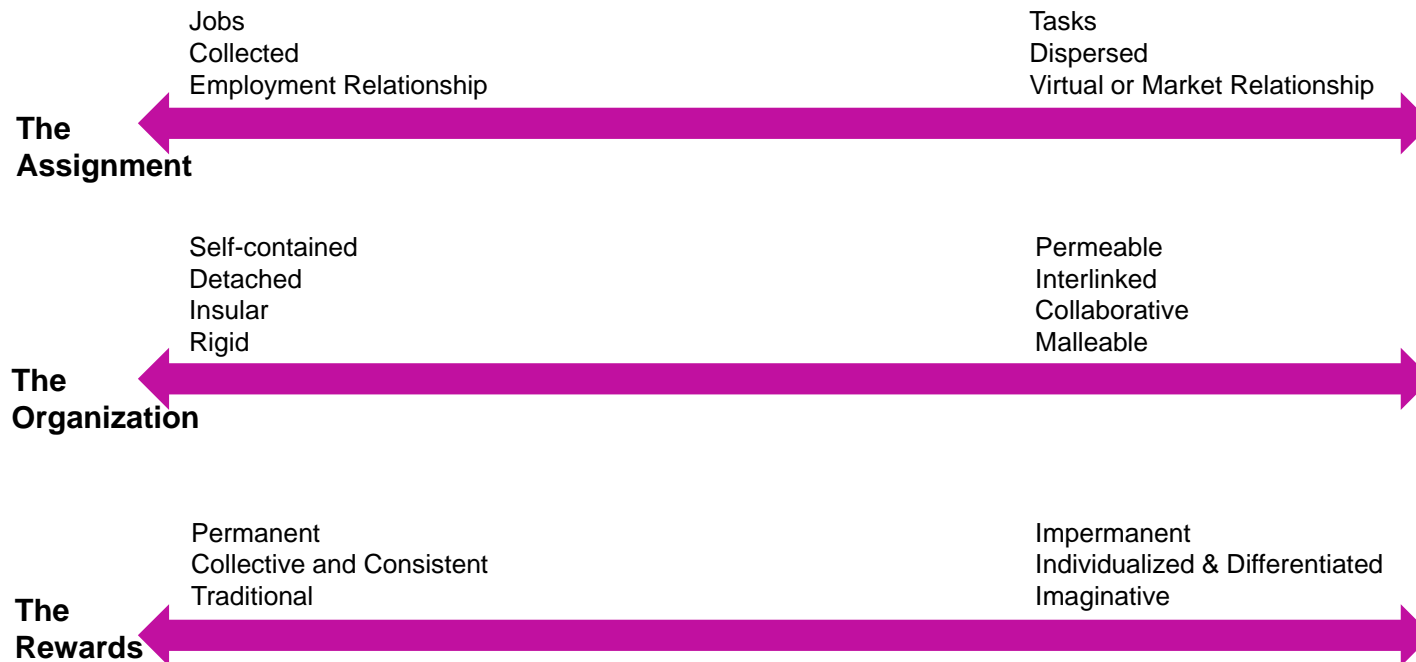 Jobs
Collected
Employment Relationship
Tasks
Dispersed
Virtual or Market Relationship
The
Assignment
Self-contained
Detached
Insular
Rigid
Permeable
Interlinked
Collaborative
Malleable
The
Organization
Permanent
Collective and Consistent
Traditional
Impermanent
Individualized & Differentiated
Imaginative
The
Rewards